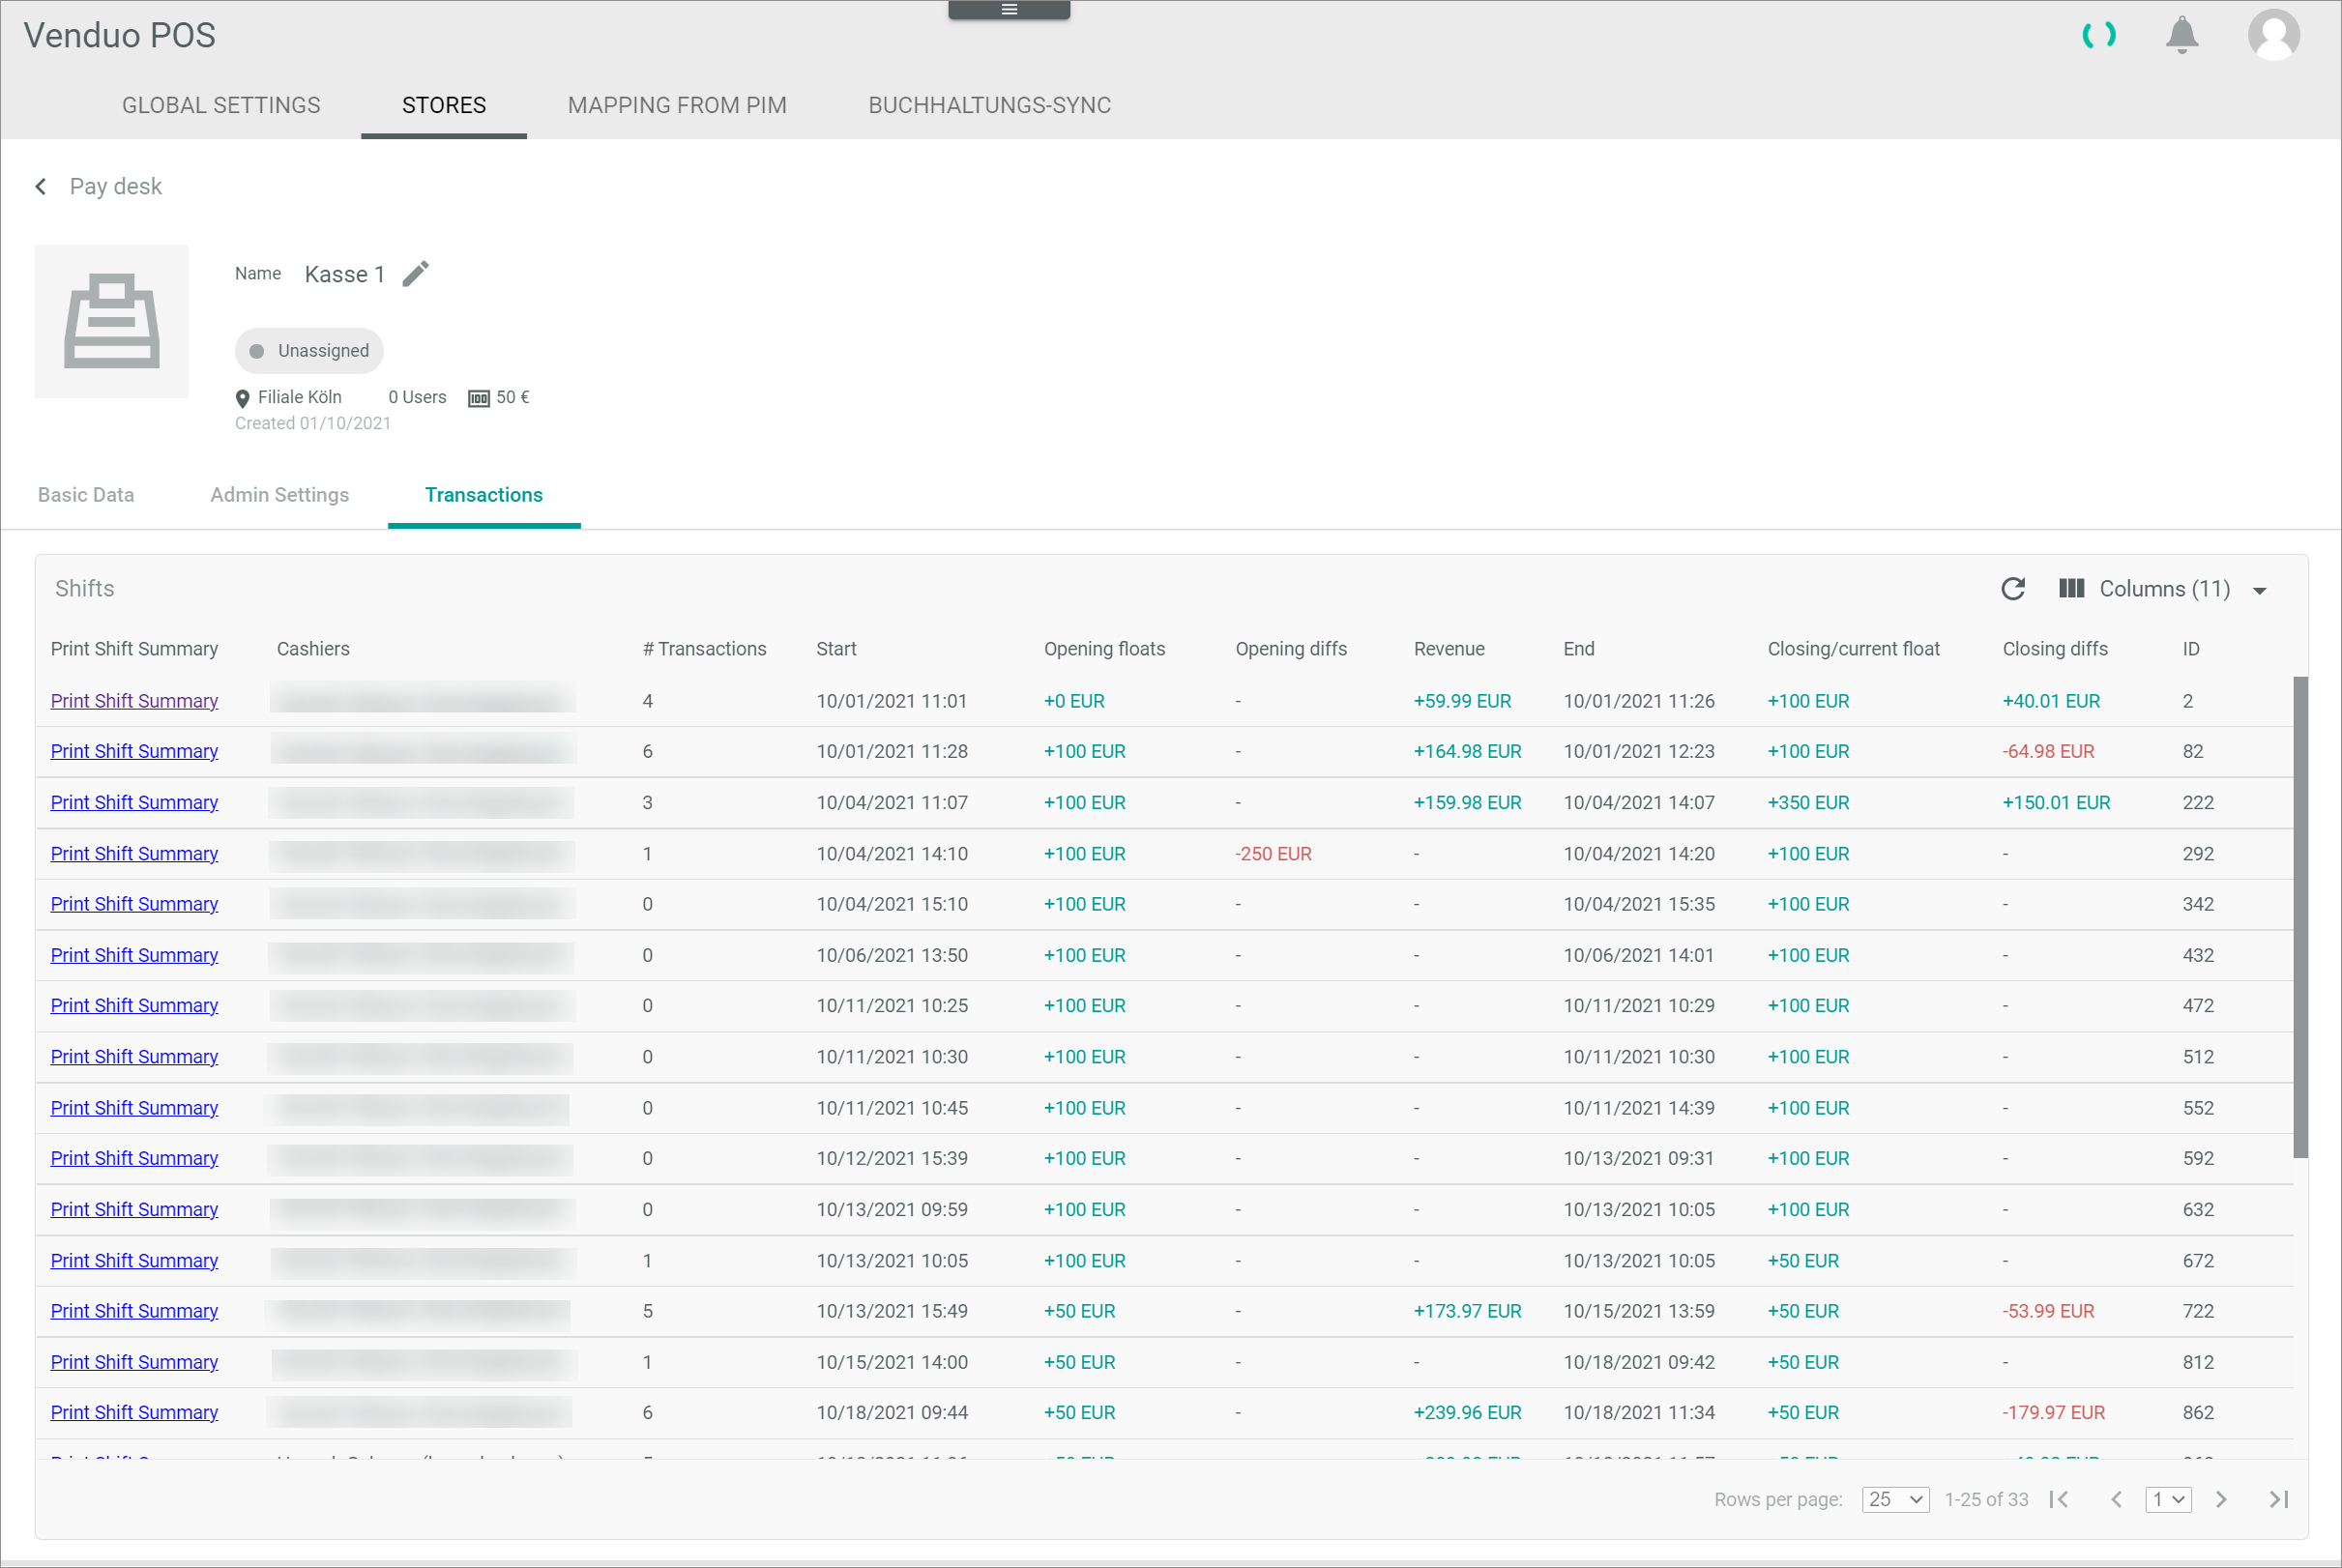 Venduo POS
GLOBAL SETTINGS STORES MAPPING FROM PIM BUCHHALTUNGS-SYNC
Pay desk
Name Kasse 1
Unassigned
Filiale Köln 0 Users 100 50 €
Created 01/10/2021
Basic Data Admin Settings Transactions
Shifts Columns (11)
Print Shift Summary Cashiers # Transactions Start Opening floats Opening diffs Revenue End Closing/current float Closing diffs ID
Print Shift Summary 4 10/01/2021 11:01 +0 EUR - +59.99 EUR 10/01/2021 11:26 +100 EUR +40.01 EUR 2
Print Shift Summary 6 10/01/2021 11:28 +100 EUR - +164.98 EUR 10/01/2021 12:23 +100 EUR -64.98 EUR 82
Print Shift Summary 3 10/04/2021 11:07 +100 EUR - +159.98 EUR 10/04/2021 14:07 +350 EUR +150.01 EUR 222
Print Shift Summary 1 10/04/2021 14:10 +100 EUR -250 EUR - 10/04/2021 14:20 +100 EUR - 292
Print Shift Summary 0 10/04/2021 15:10 +100 EUR - - 10/04/2021 15:35 +100 EUR - 342
Print Shift Summary 0 10/06/2021 13:50 +100 EUR - - 10/06/2021 14:01 +100 EUR - 432
Print Shift Summary 0 10/11/2021 10:25 +100 EUR - - 10/11/2021 10:29 +100 EUR - 472
Print Shift Summary 0 10/11/2021 10:30 +100 EUR - - 10/11/2021 10:30 +100 EUR - 512
Print Shift Summary 0 10/11/2021 10:45 +100 EUR - - 10/11/2021 14:39 +100 EUR - 552
Print Shift Summary 0 10/12/2021 15:39 +100 EUR - - 10/13/2021 09:31 +100 EUR - 592
Print Shift Summary 0 10/13/2021 09:59 +100 EUR - - 10/13/2021 10:05 +100 EUR - 632
Print Shift Summary 1 10/13/2021 10:05 +100 EUR - - 10/13/2021 10:05 +50 EUR - 672
Print Shift Summary 5 10/13/2021 15:49 +50 EUR - +173.97 EUR 10/15/2021 13:59 +50 EUR -53.99 EUR 722
Print Shift Summary 1 10/15/2021 14:00 +50 EUR - - 10/18/2021 09:42 +50 EUR - 812
Print Shift Summary 6 10/18/2021 09:44 +50 EUR - +239.96 EUR 10/18/2021 11:34 +50 EUR -179.97 EUR 862
Rows per page: 25 1-25 of 33 1